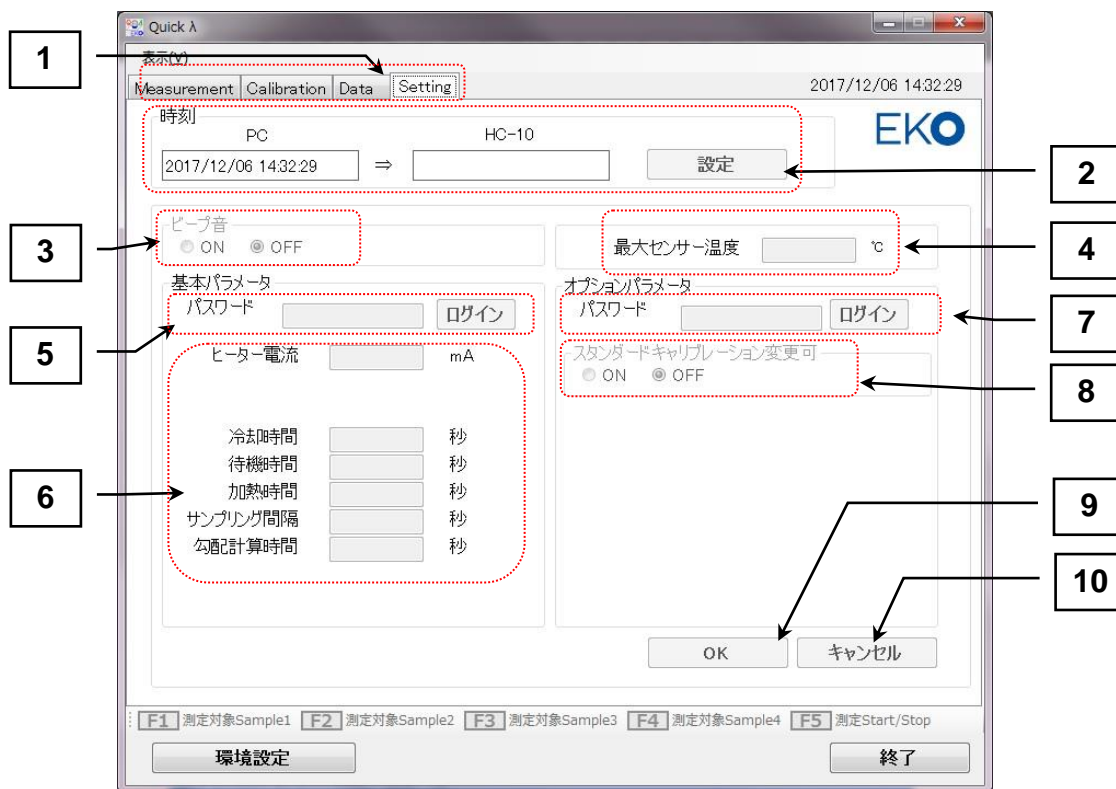 Quick λ
表示(V)
1
Measurement Calibration Data Setting 2017/12/06 14:32:29
時刻
EKO
PC HC-10
2017/12/06 14:32:29 ⇒ 設定
2
ビープ音
ON OFF
3
最大センサー温度 ℃
4
基本パラメータ
パスワード ログイン
5
オプションパラメータ
パスワード ログイン
7
ヒーター電流 mA
スタンダードキャリブレーション変更可
ON OFF
8
冷却時間 秒
待機時間 秒
加熱時間 秒
サンプリング間隔 秒
勾配計算時間 秒
6
9
10
OK キャンセル
F1 測定対象Sample1 F2 測定対象Sample2 F3 測定対象Sample3 F4 測定対象Sample4 F5 測定Start/Stop
環境設定 終了